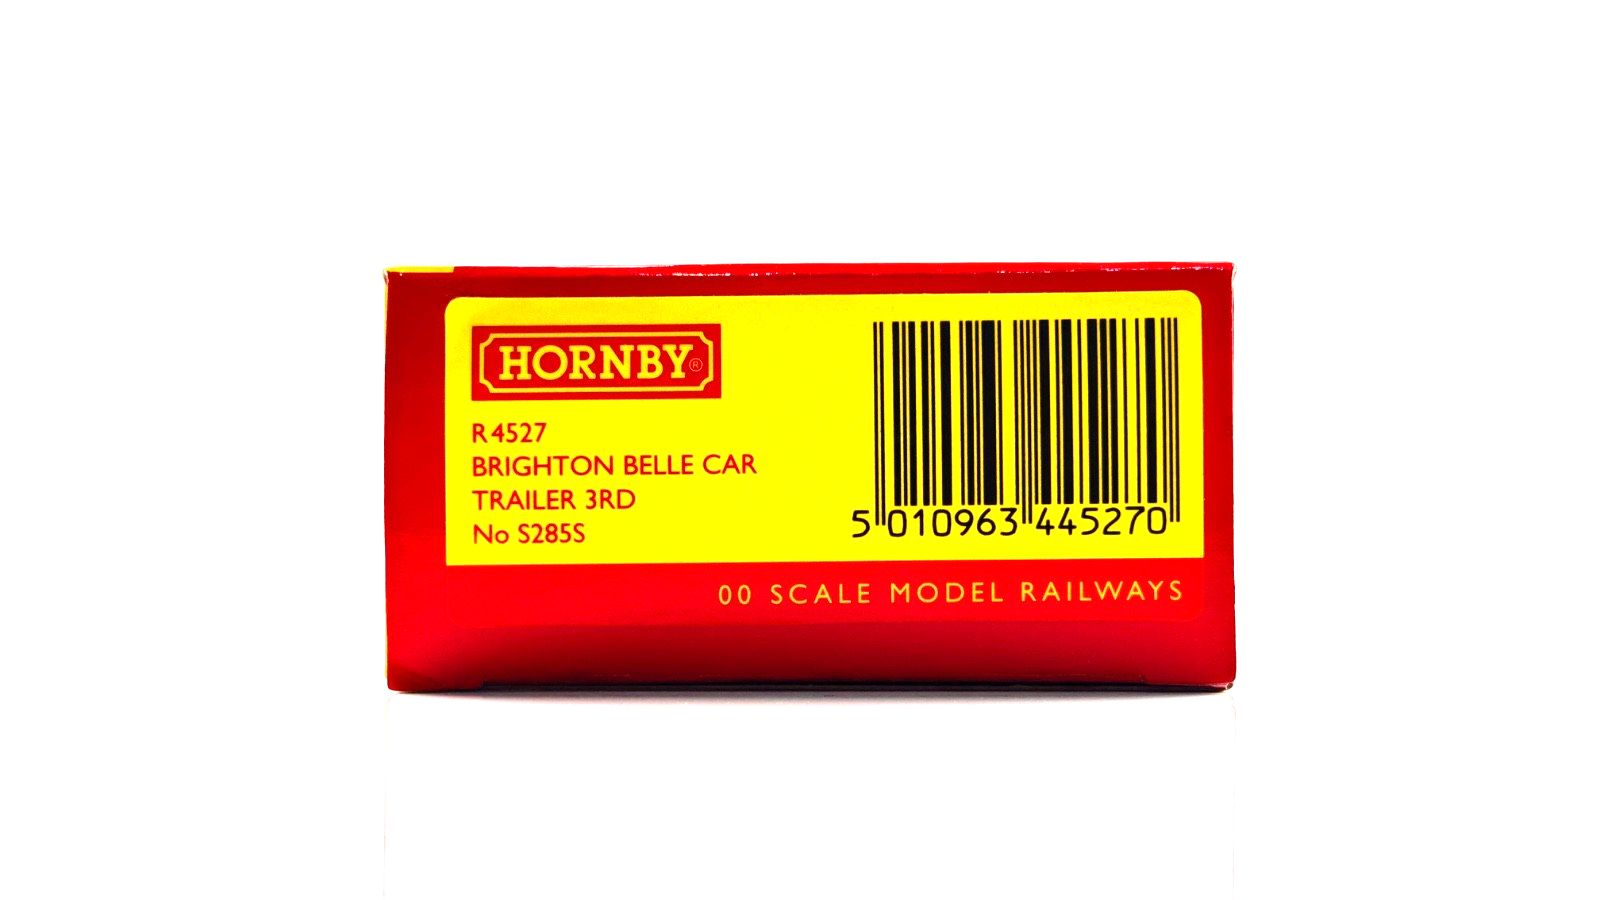 HORNBY®
R4527
BRIGHTON BELLE CAR
TRAILER 3RD
No S285S
5 010963 445270
00 SCALE MODEL RAILWAYS